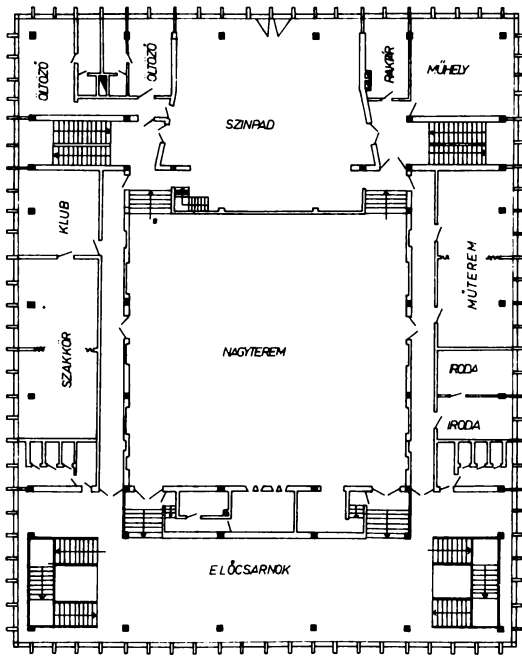 ÖLTÖZŐ
ÖLTÖZŐ
SZINPAD
RAKTÁR
MŰHELY
KLUB
MŰTEREM
NAGYTEREM
SZAKKÖR
IRODA
IRODA
ELŐCSARNOK